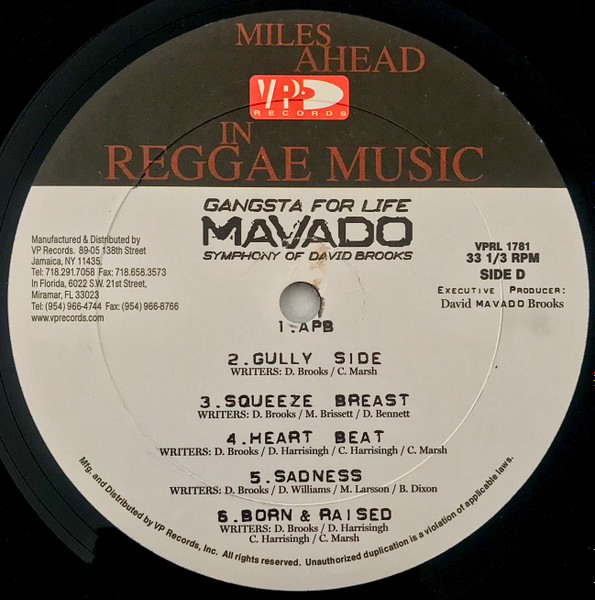 MILES
AHEAD
VP
RECORDS
IN
REGGAE MUSIC
GANGSTA FOR LIFE
MAVADO
SYMPHONY OF DAVID BROOKS
Manufactured & Distributed by
VP Records.  89-05 138th Street
Jamaica, NY 11435.
Tel: 718.291.7058  Fax: 718.658.3573
In Florida, 6022 S.W. 21st Street,
Miramar, FL 33023
Tel: (954) 966-4744  Fax: (954) 966-8766
www.vprecords.com
VPRL 1781
33 1/3 RPM
SIDE D
EXECUTIVE PRODUCER:
David MAVADO Brooks
1.APB
2.GULLY SIDE
WRITERS: D. Brooks / C. Marsh
3.SQUEEZE BREAST
WRITERS: D. Brooks / M. Brissett / D. Bennett
4.HEART BEAT
WRITERS: D. Brooks / D. Harrisingh / C. Harrisingh / C. Marsh
5.SADNESS
WRITERS: D. Brooks / D. Williams / M. Larsson / B. Dixon
6.BORN & RAISED
WRITERS: D. Brooks / D. Harrisingh
C. Harrisingh / C. Marsh
Mfg. and Distributed by VP Records, Inc.  All rights reserved.  Unauthorized duplication is a violation of applicable laws.